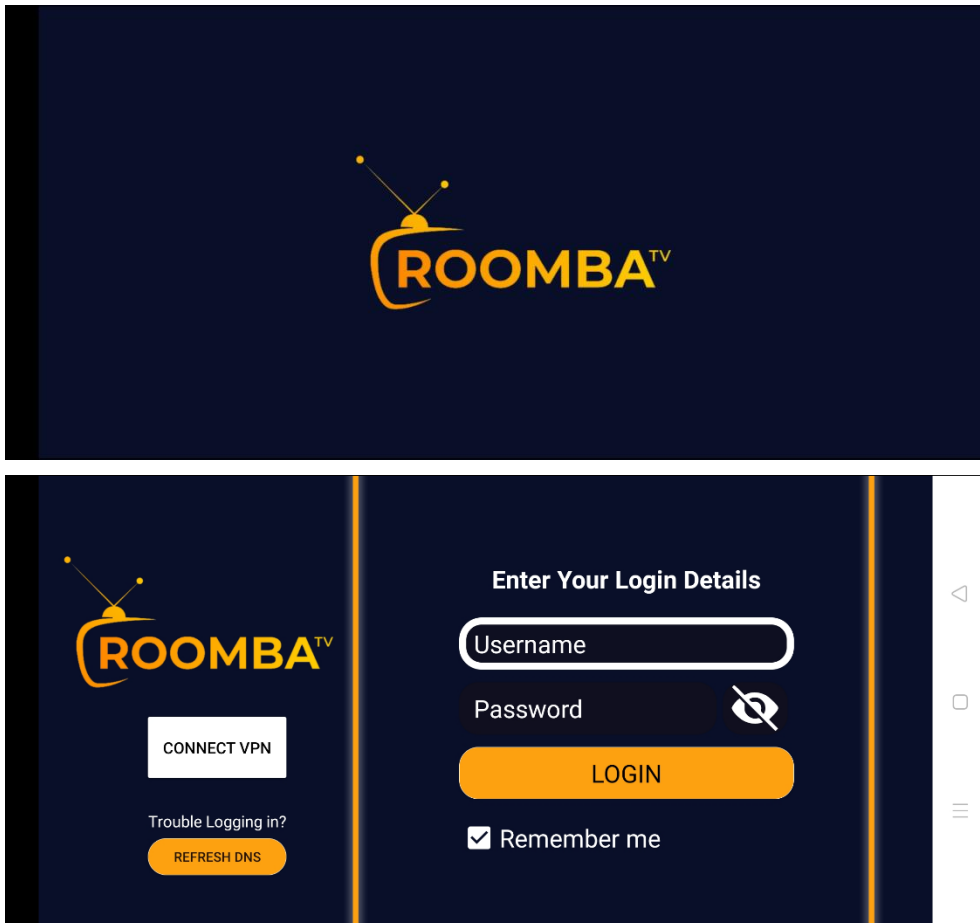 ROOMBA TV
ROOMBA TV
CONNECT VPN
Trouble Logging in?
REFRESH DNS
Enter Your Login Details
Username
Password
LOGIN
Remember me